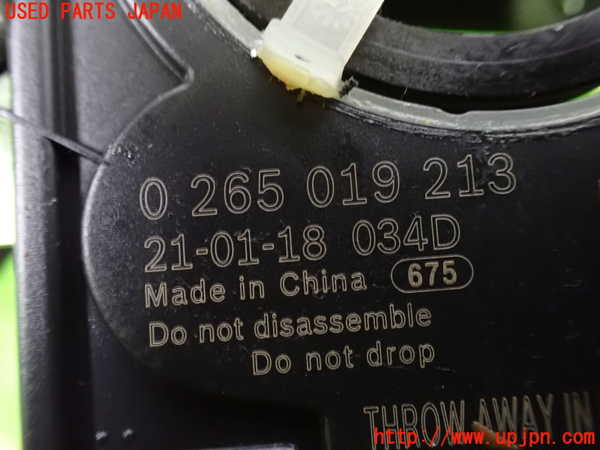 USED PARTS JAPAN
0 265 019 213
21-01-18 034D
Made in China 675
Do not disassemble
Do not drop
THROW AWAY IN
http://www.upjpn.com/